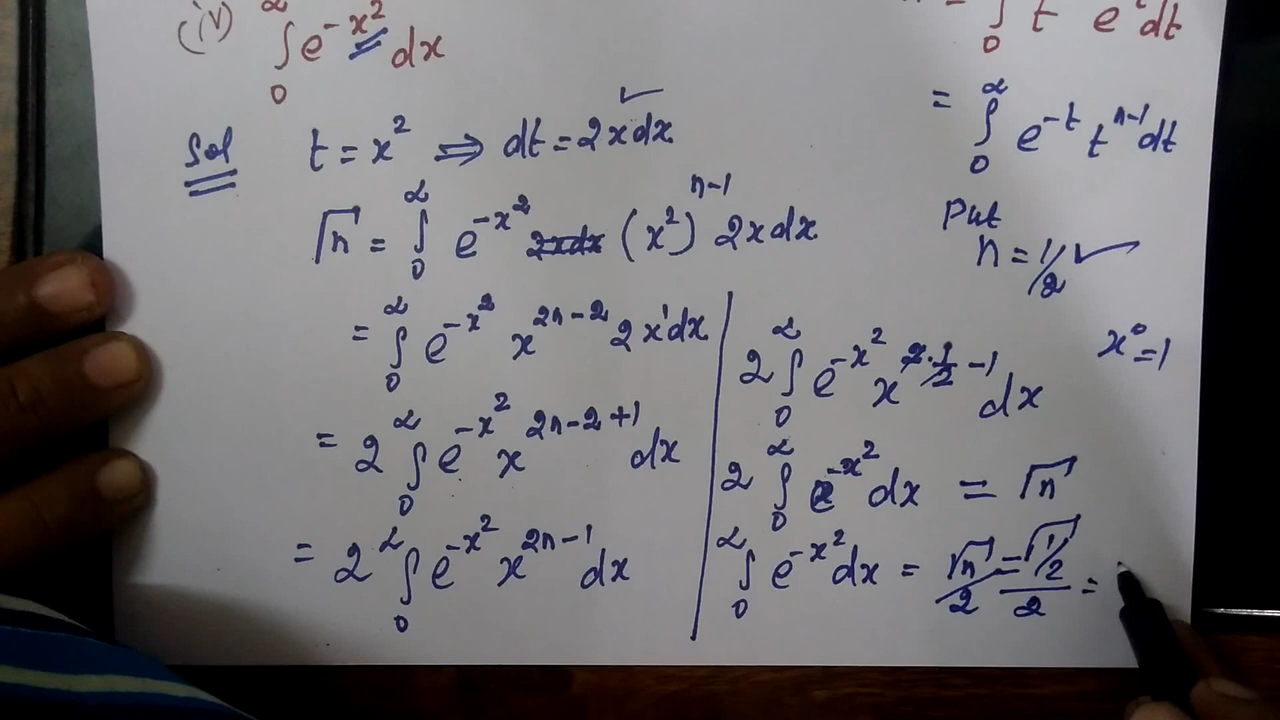 (iv) ∫₀^∞ e^{-x²} dx
Sol t = x² ⟹ dt = 2x dx ✓
Γn = ∫₀^∞ e^{-x²} (x²)^{n-1} 2x dx
= ∫₀^∞ e^{-x²} x^{2n-2} 2x¹ dx
= 2 ∫₀^∞ e^{-x²} x^{2n-2+1} dx
= 2 ∫₀^∞ e^{-x²} x^{2n-1} dx
= ∫₀^∞ e^{-t} t^{n-1} dt
Put
n = 1/2 ✓
2 ∫₀^∞ e^{-x²} x^{2·1/2 -1} dx
x⁰ = 1
2 ∫₀^∞ e^{-x²} dx = Γn
∫₀^∞ e^{-x²} dx = Γn/2 = Γ(1/2)/2 =